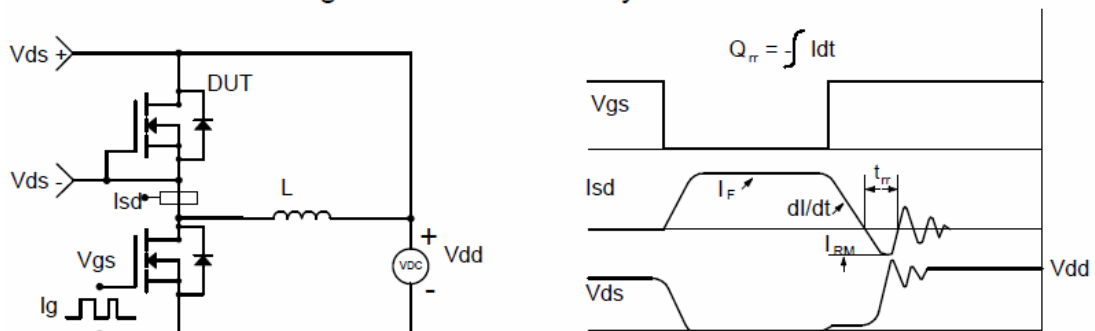 Vds +
DUT
Vds -
Isd
L
Vgs
+
VDC
Vdd
-
Ig
Qrr = -∫ Idt
Vgs
Isd
IF
trr
dI/dt
IRM
Vdd
Vds